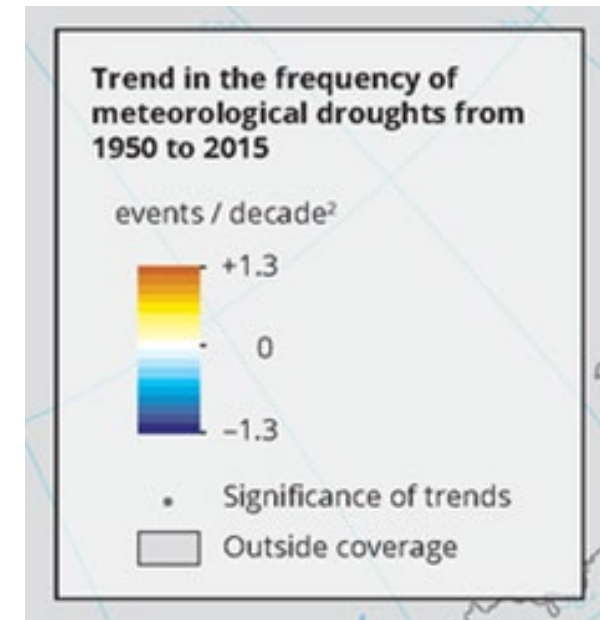 Trend in the frequency of
meteorological droughts from
1950 to 2015
events / decade²
+1.3
0
–1.3
Significance of trends
Outside coverage